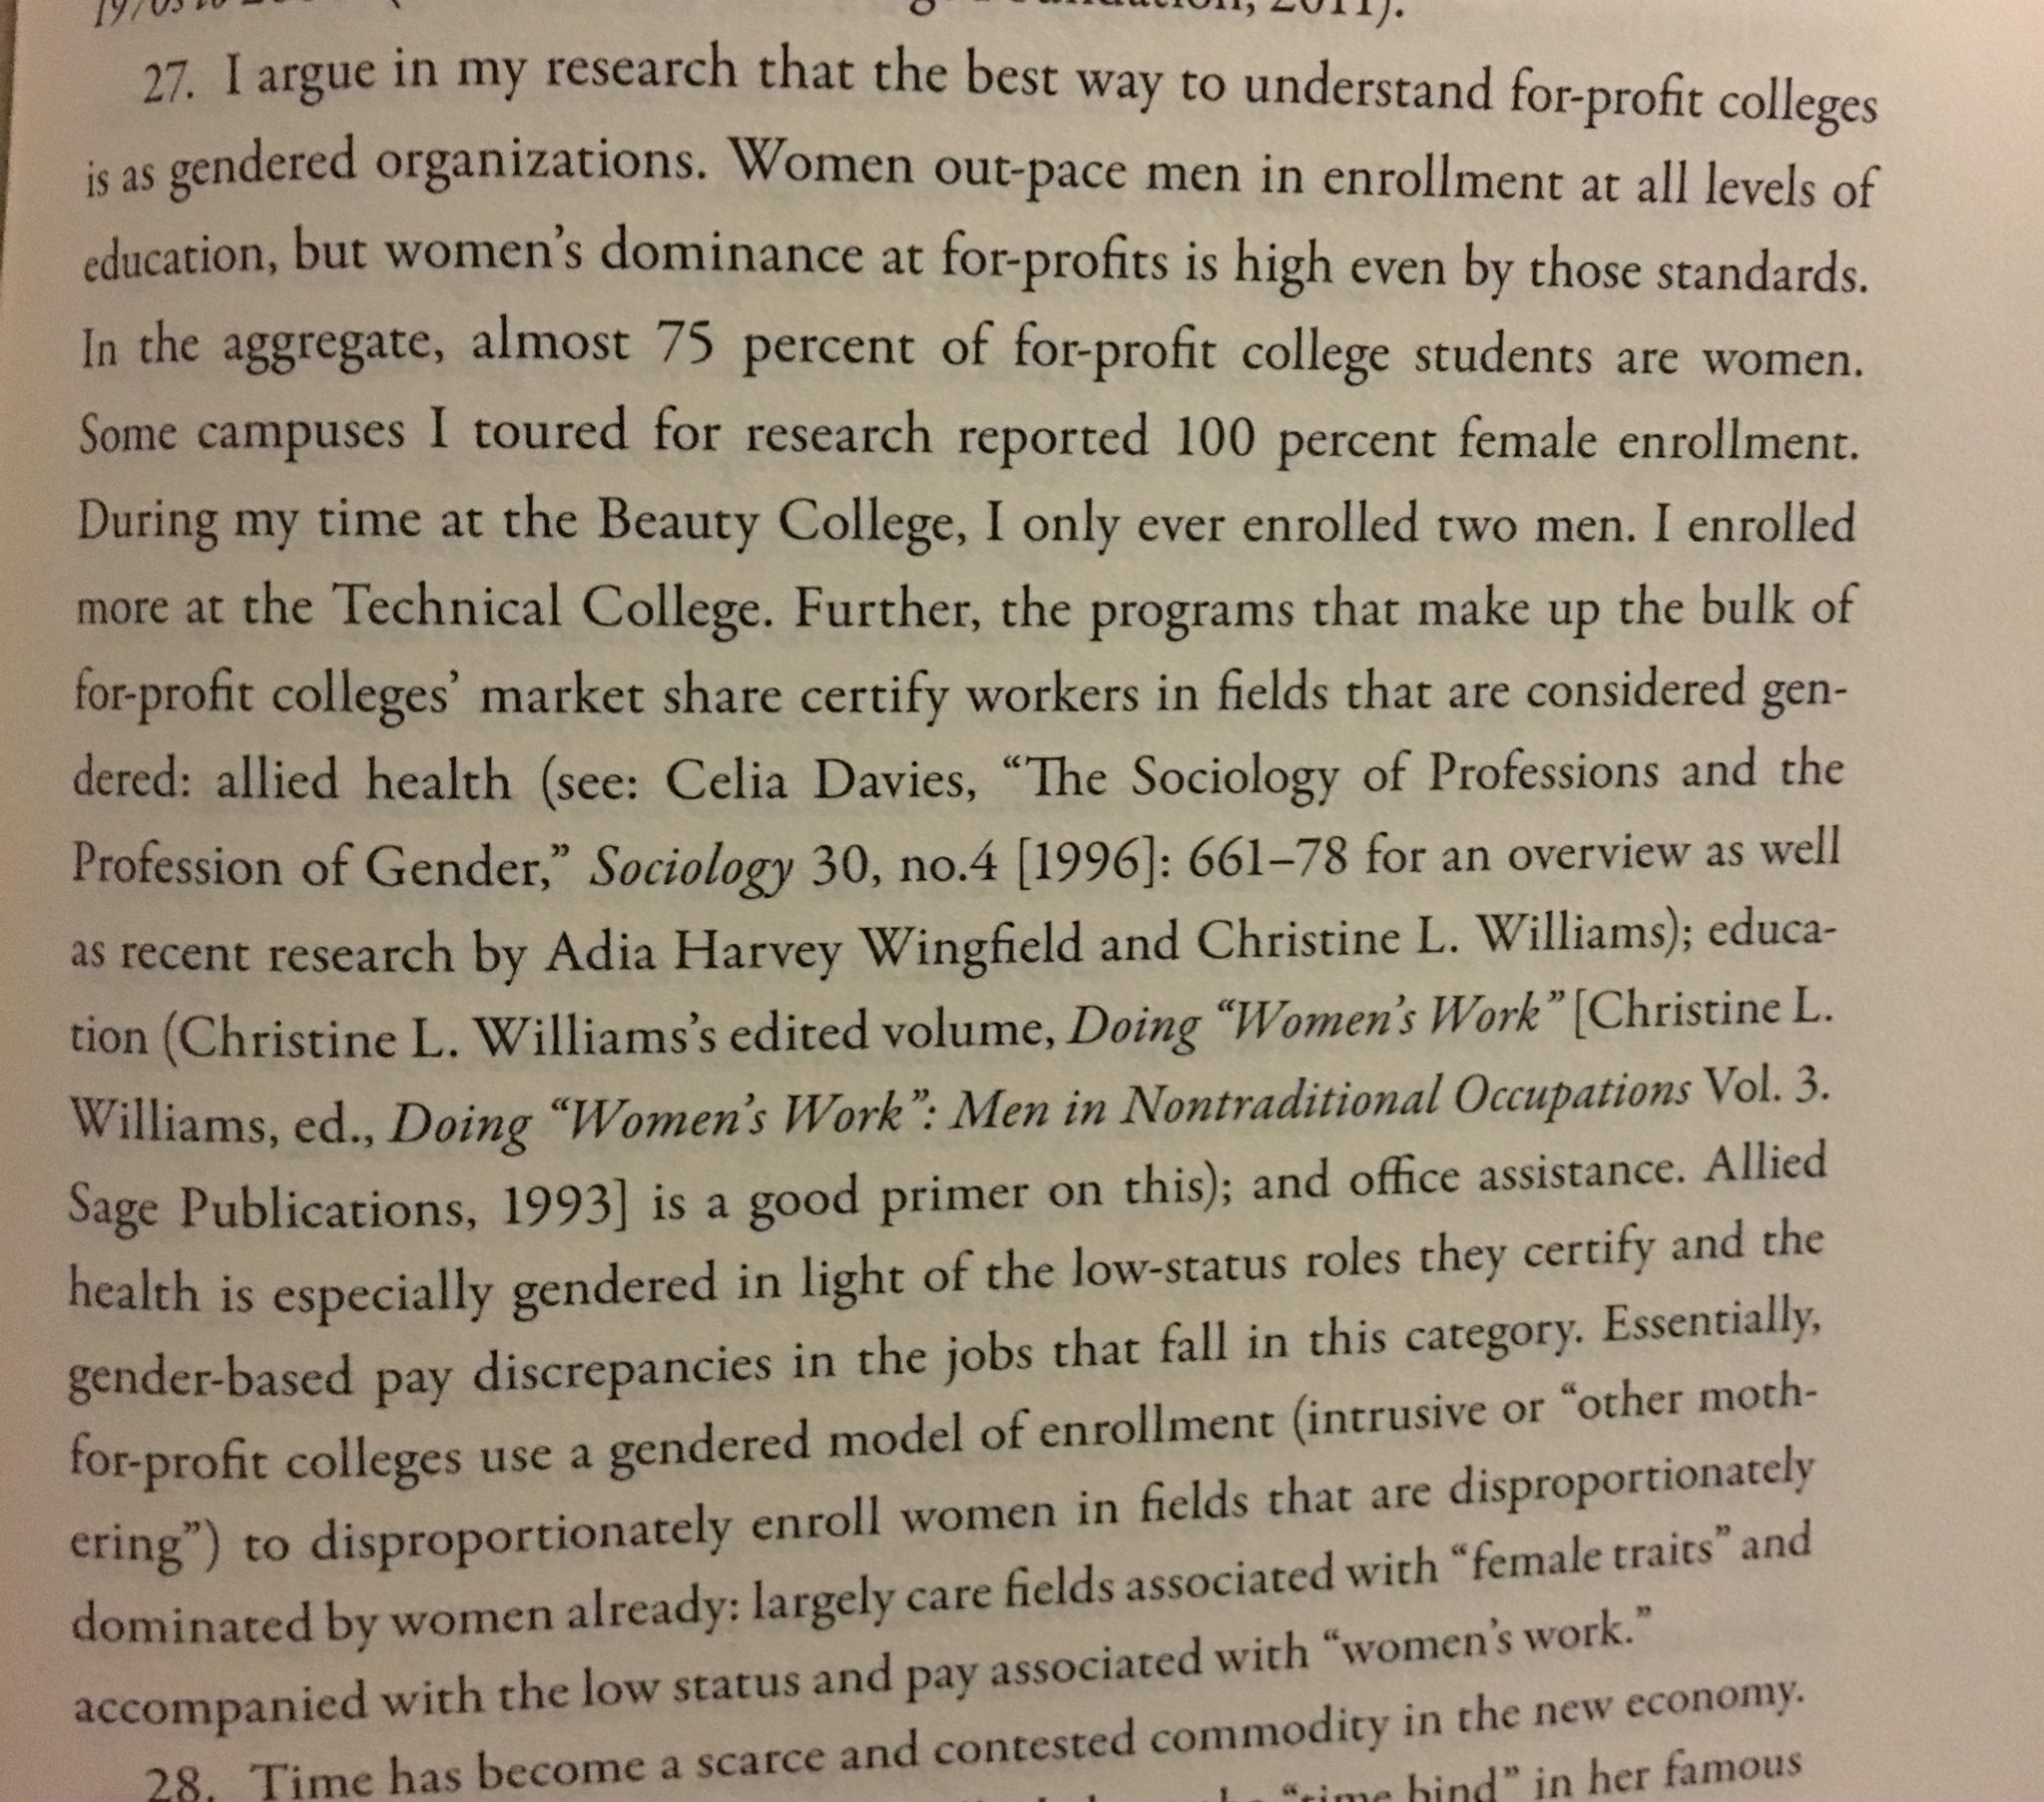 2011).
27. I argue in my research that the best way to understand for-profit colleges
is as gendered organizations. Women out-pace men in enrollment at all levels of
education, but women’s dominance at for-profits is high even by those standards.
In the aggregate, almost 75 percent of for-profit college students are women.
Some campuses I toured for research reported 100 percent female enrollment.
During my time at the Beauty College, I only ever enrolled two men. I enrolled
more at the Technical College. Further, the programs that make up the bulk of
for-profit colleges’ market share certify workers in fields that are considered gen-
dered: allied health (see: Celia Davies, “The Sociology of Professions and the
Profession of Gender,” Sociology 30, no.4 [1996]: 661–78 for an overview as well
as recent research by Adia Harvey Wingfield and Christine L. Williams); educa-
tion (Christine L. Williams’s edited volume, Doing “Women’s Work” [Christine L.
Williams, ed., Doing “Women’s Work”: Men in Nontraditional Occupations Vol. 3.
Sage Publications, 1993] is a good primer on this); and office assistance. Allied
health is especially gendered in light of the low-status roles they certify and the
gender-based pay discrepancies in the jobs that fall in this category. Essentially,
for-profit colleges use a gendered model of enrollment (intrusive or “other moth-
ering”) to disproportionately enroll women in fields that are disproportionately
dominated by women already: largely care fields associated with “female traits” and
accompanied with the low status and pay associated with “women’s work.”
28. Time has become a scarce and contested commodity in the new economy.
“time bind” in her famous